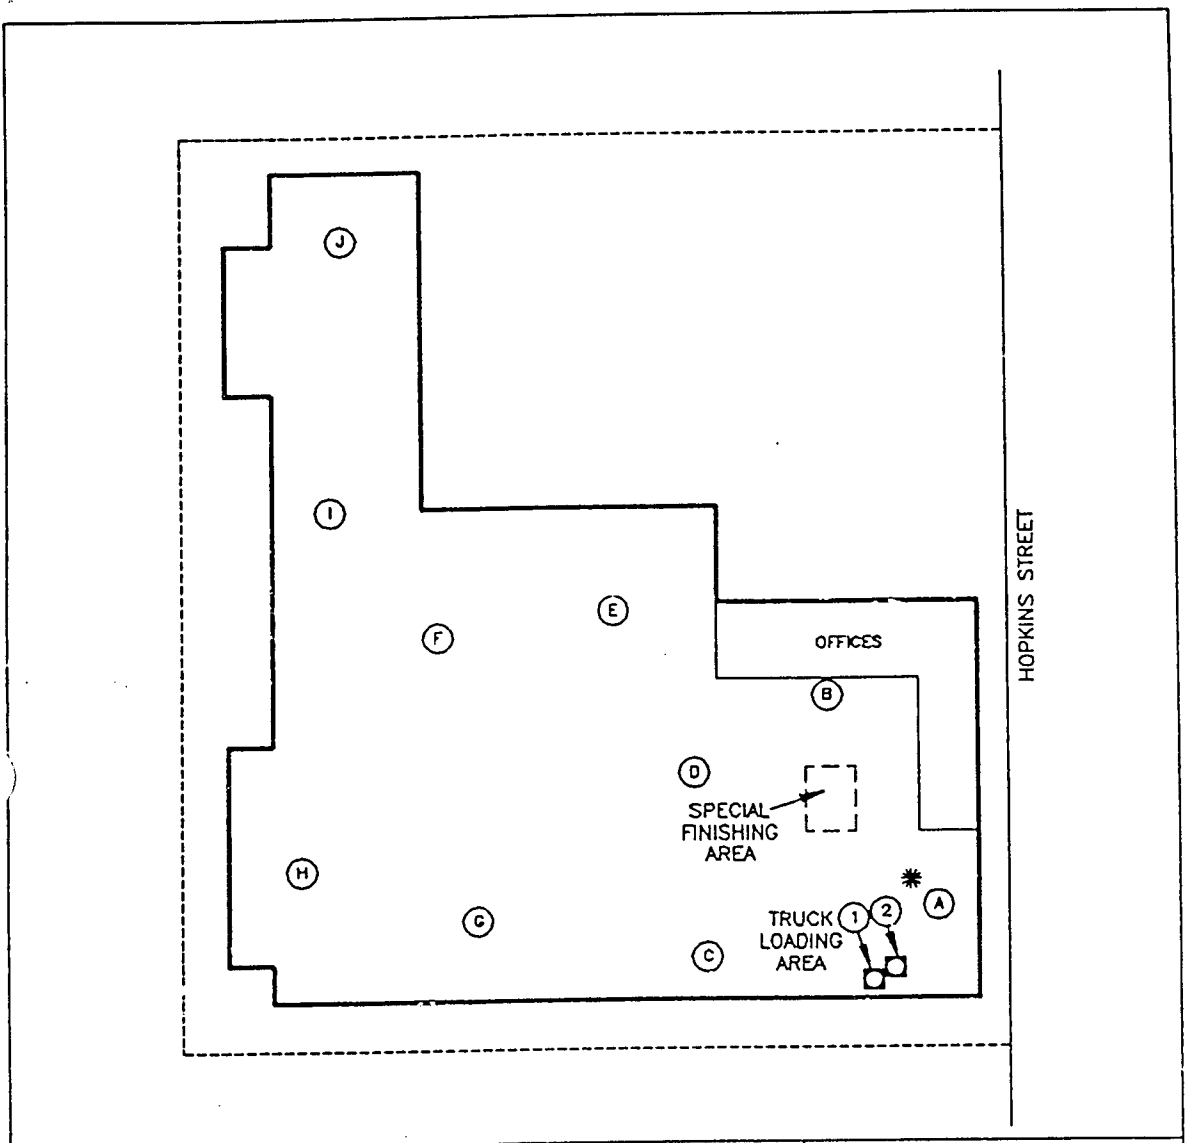 J
I
HOPKINS STREET
E
F
OFFICES
B
D
SPECIAL
FINISHING
AREA
H
A
G
TRUCK
LOADING
AREA
1
2
C